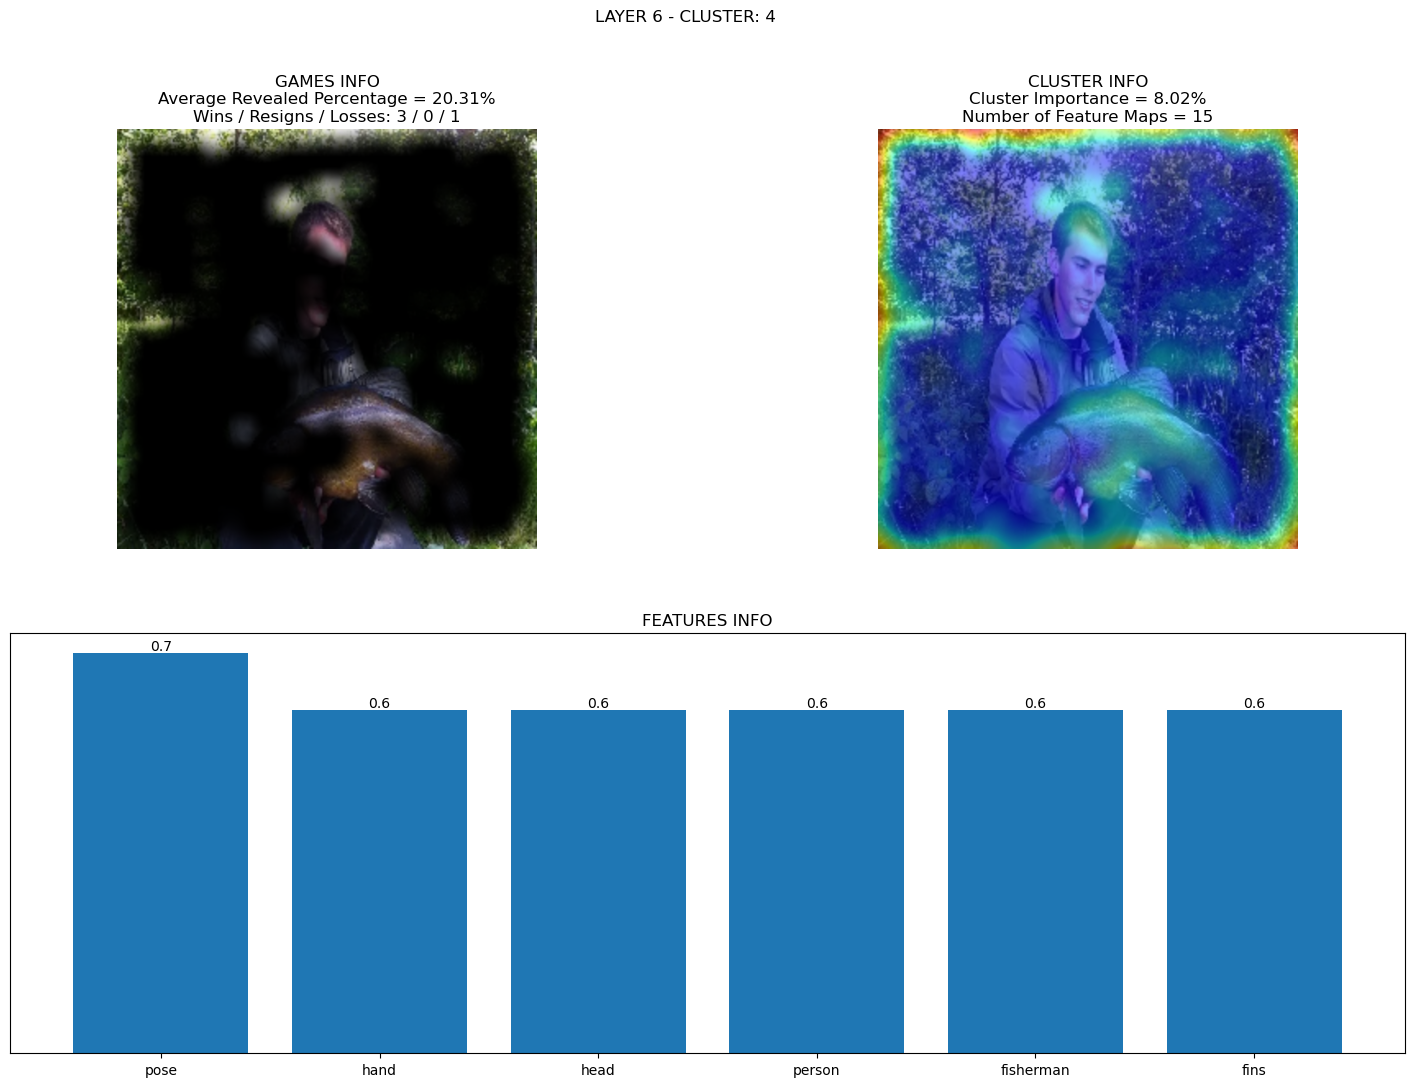 LAYER 6 - CLUSTER: 4
GAMES INFO
Average Revealed Percentage = 20.31%
Wins / Resigns / Losses: 3 / 0 / 1
CLUSTER INFO
Cluster Importance = 8.02%
Number of Feature Maps = 15
FEATURES INFO
0.7 0.6 0.6 0.6 0.6 0.6
pose hand head person fisherman fins